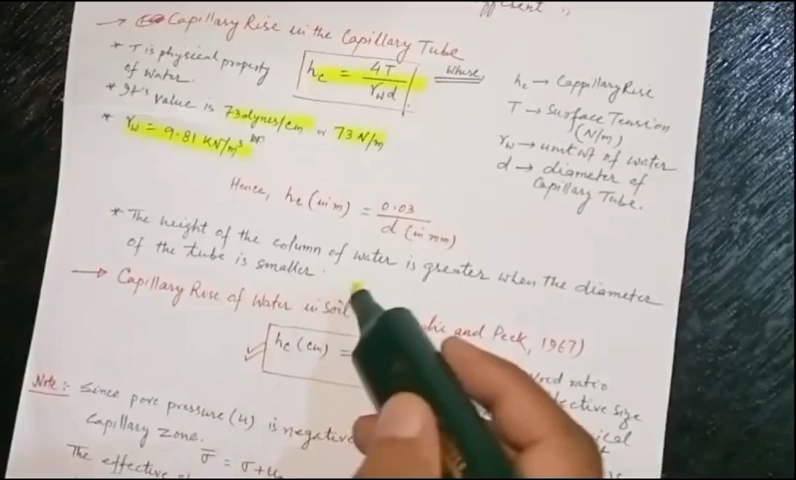 → Capillary Rise in the Capillary Tube
* T is physical property of water.
* It's value is 73 dynes/cm or 73 N/m
* γw = 9.81 KN/m³ or
hc = 4T / γw d where,
hc → Cappillary Rise
T → Surface Tension (N/m)
γw → unit wt of water
d → diameter of Capillary Tube.
Hence, hc (in m) = 0.03 / d (in mm)
* The height of the column of water is greater when the diameter of the tube is smaller.
→ Capillary Rise of Water in soil and Peck, 1967)
hc (cm) =
ratio
size
Note:- Since pore pressure (u) is negative
Capillary zone. σ̄ = σ + u
The effective